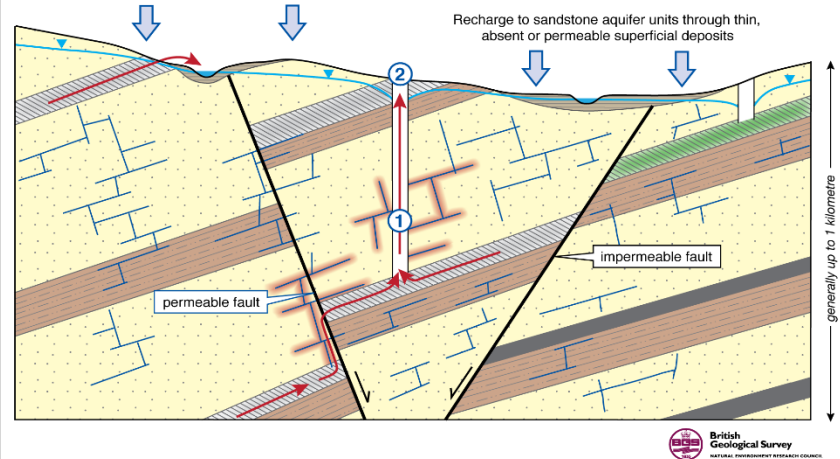 Recharge to sandstone aquifer units through thin,
absent or permeable superficial deposits
2
1
permeable fault
impermeable fault
generally up to 1 kilometre
BGS
British
Geological Survey
NATURAL ENVIRONMENT RESEARCH COUNCIL